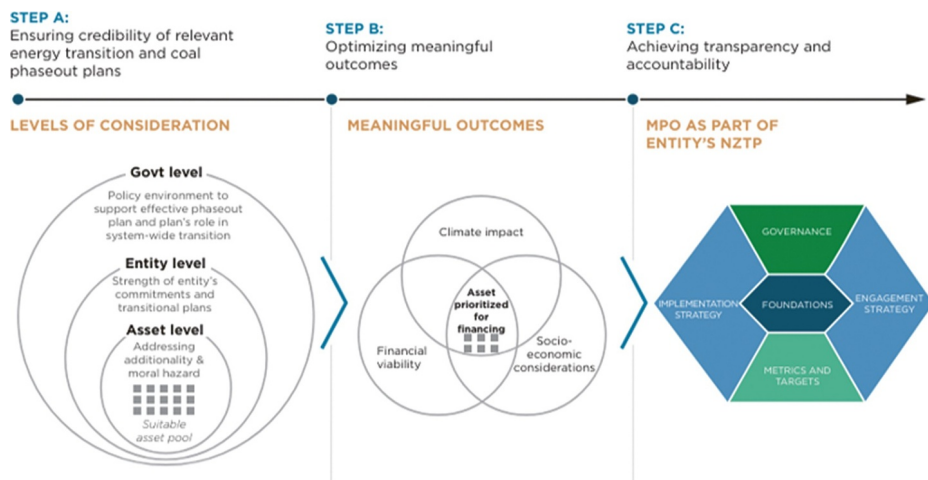 STEP A:
Ensuring credibility of relevant
energy transition and coal
phaseout plans
STEP B:
Optimizing meaningful
outcomes
STEP C:
Achieving transparency and
accountability
LEVELS OF CONSIDERATION
MEANINGFUL OUTCOMES
MPO AS PART OF
ENTITY'S NZTP
Govt level
Policy environment to
support effective phaseout
plan and plan's role in
system-wide transition
Entity level
Strength of entity's
commitments and
transitional plans
Asset level
Addressing
additionality &
moral hazard
Suitable
asset pool
Climate impact
Asset
prioritized
for
financing
Financial
viability
Socio-
economic
considerations
GOVERNANCE
IMPLEMENTATION
STRATEGY
FOUNDATIONS
ENGAGEMENT
STRATEGY
METRICS AND
TARGETS